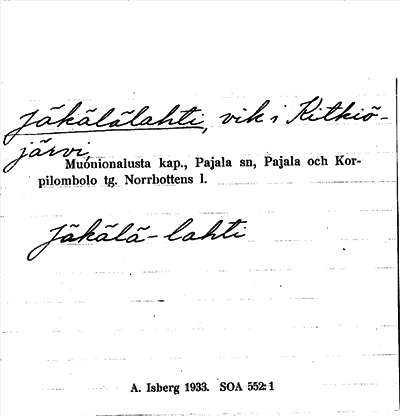 Jäkälälahti, vik i Kitkiö-
järvi,
Muonionalusta kap., Pajala sn, Pajala och Kor-
pilombolo tg. Norrbottens l.
Jäkälä-lahti
A. Isberg 1933. SOA 552:1